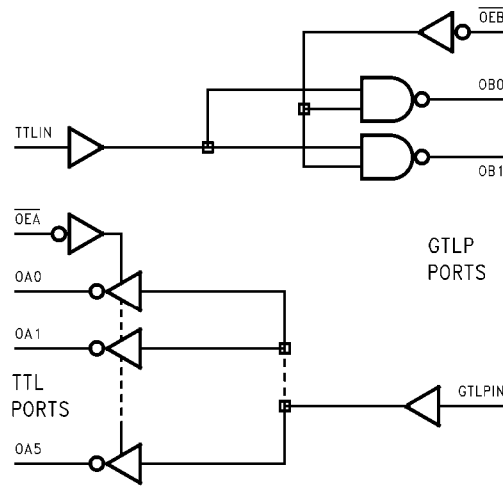 OEB
OB0
TTLIN
OB1
OEA
GTLP
PORTS
OA0
OA1
TTL
PORTS
GTLPIN
OA5